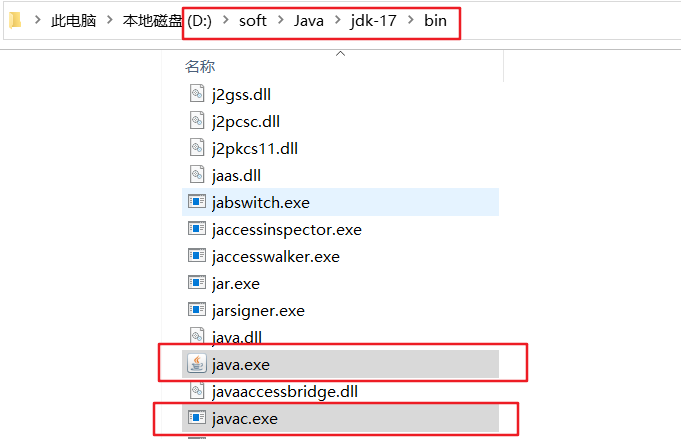 此电脑 > 本地磁盘 (D:) > soft > Java > jdk-17 > bin
名称
j2gss.dll
j2pcsc.dll
j2pkcs11.dll
jaas.dll
jabswitch.exe
jaccessinspector.exe
jaccesswalker.exe
jar.exe
jarsigner.exe
java.dll
java.exe
javaaccessbridge.dll
javac.exe